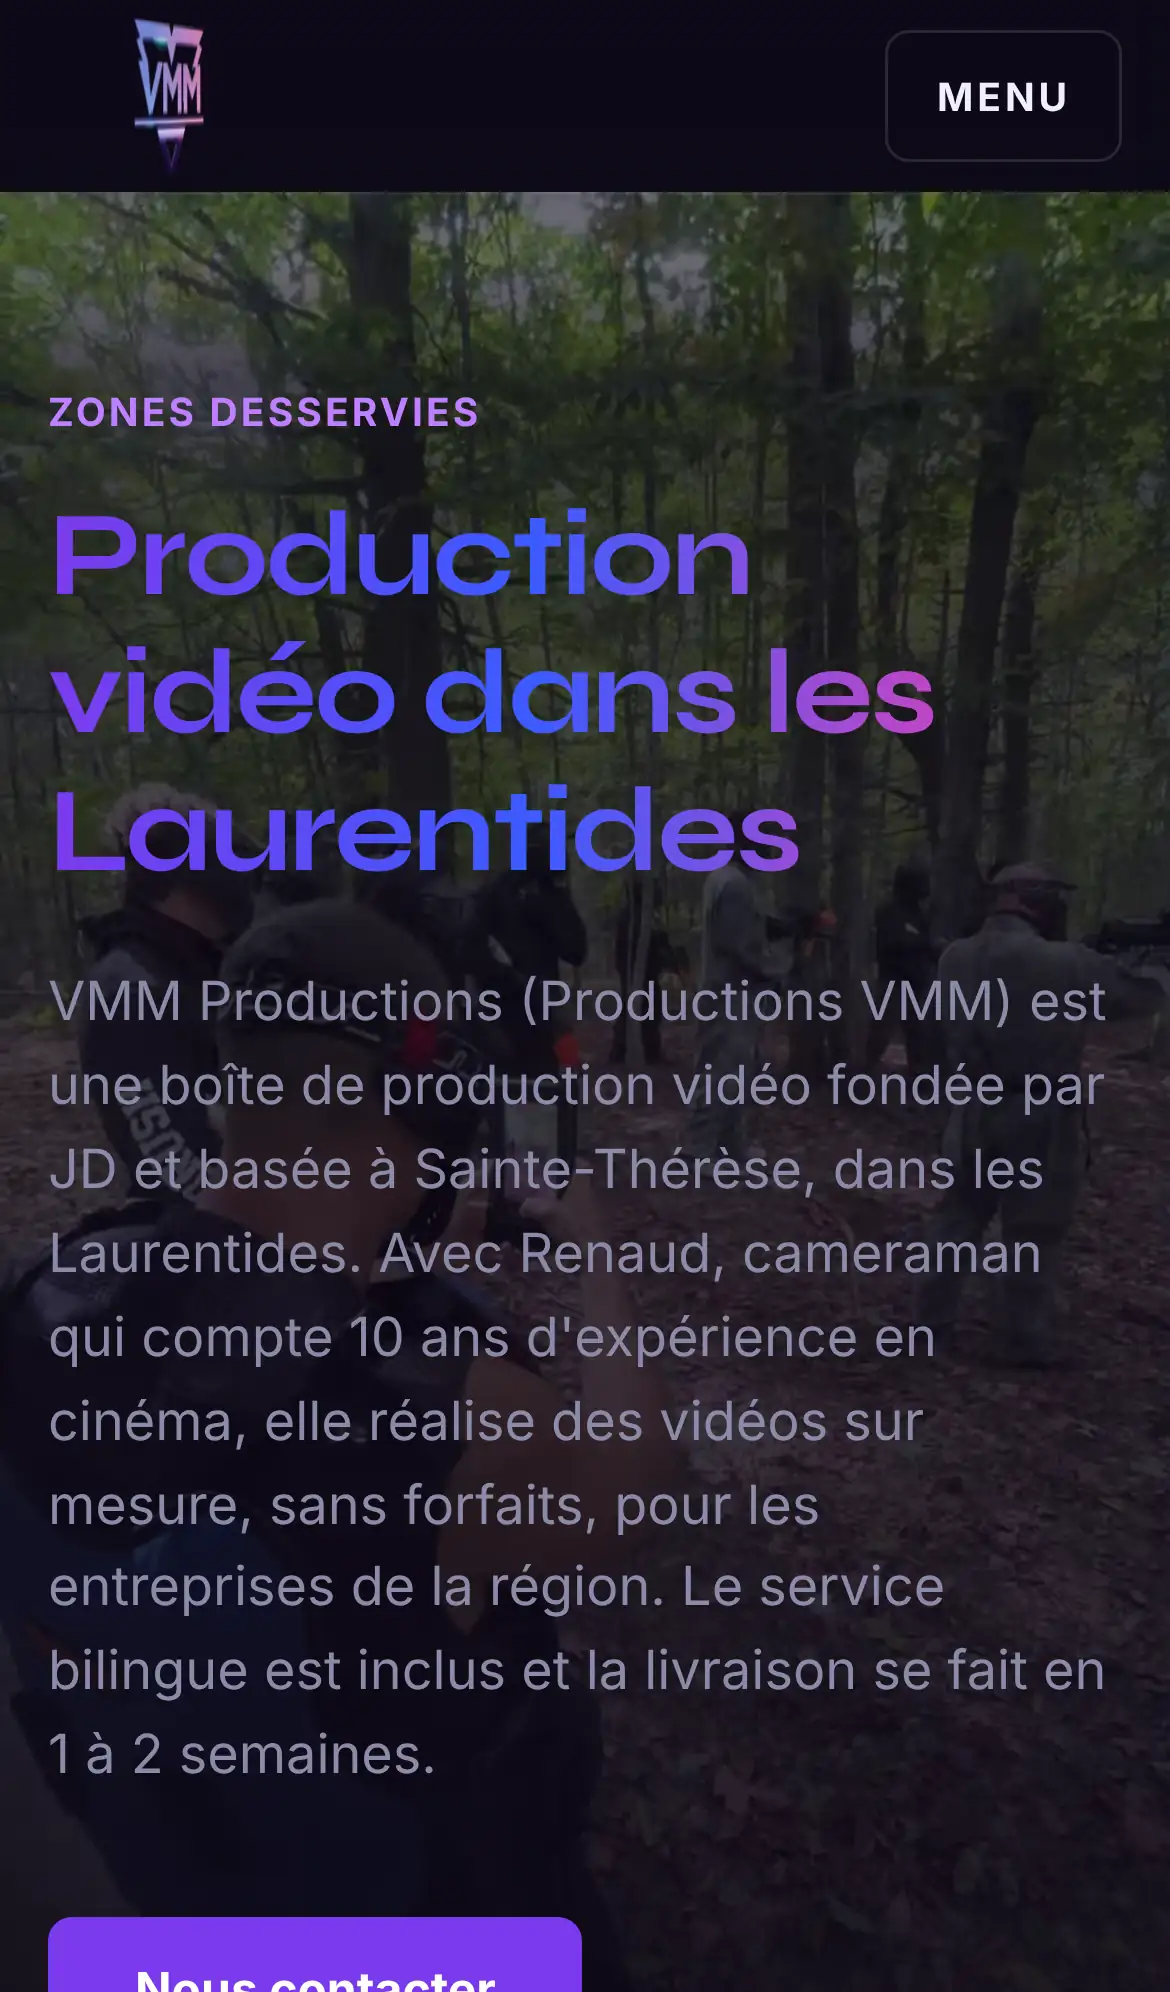 VMM
MENU
ZONES DESSERVIES
Production
vidéo dans les
Laurentides
VMM Productions (Productions VMM) est
une boîte de production vidéo fondée par
JD et basée à Sainte-Thérèse, dans les
Laurentides. Avec Renaud, cameraman
qui compte 10 ans d'expérience en
cinéma, elle réalise des vidéos sur
mesure, sans forfaits, pour les
entreprises de la région. Le service
bilingue est inclus et la livraison se fait en
1 à 2 semaines.
Nous contacter